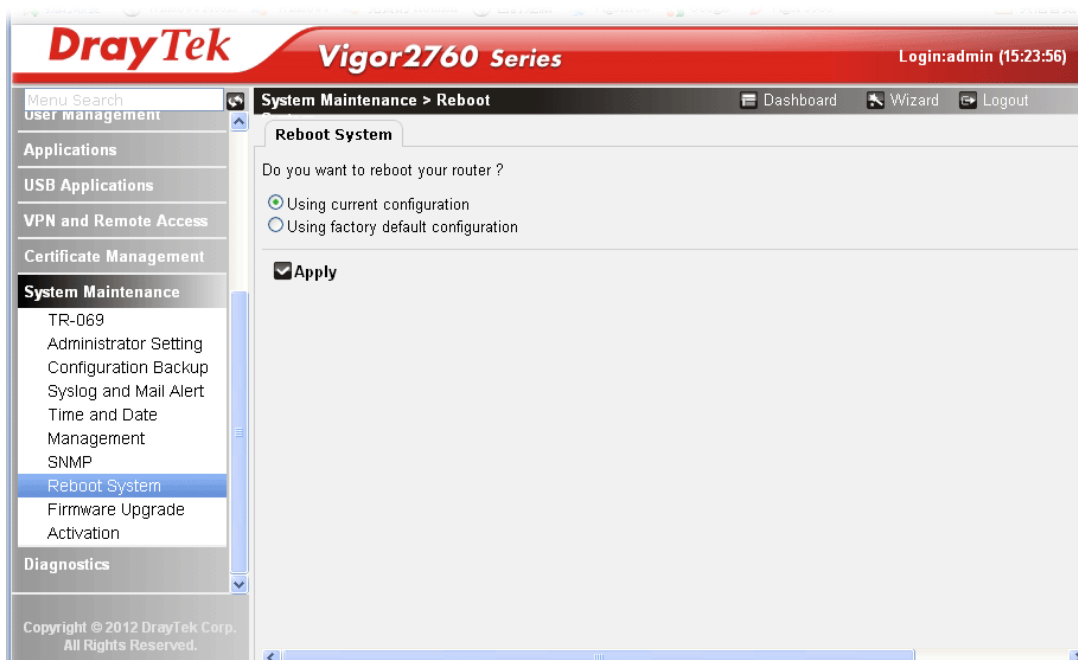 DrayTek
Vigor2760 Series
Login:admin (15:23:56)
Menu Search
System Maintenance > Reboot
Dashboard
Wizard
Logout
User Management
Applications
USB Applications
VPN and Remote Access
Certificate Management
System Maintenance
TR-069
Administrator Setting
Configuration Backup
Syslog and Mail Alert
Time and Date
Management
SNMP
Reboot System
Firmware Upgrade
Activation
Diagnostics
Copyright © 2012 DrayTek Corp.
All Rights Reserved.
Reboot System
Do you want to reboot your router ?
Using current configuration
Using factory default configuration
Apply